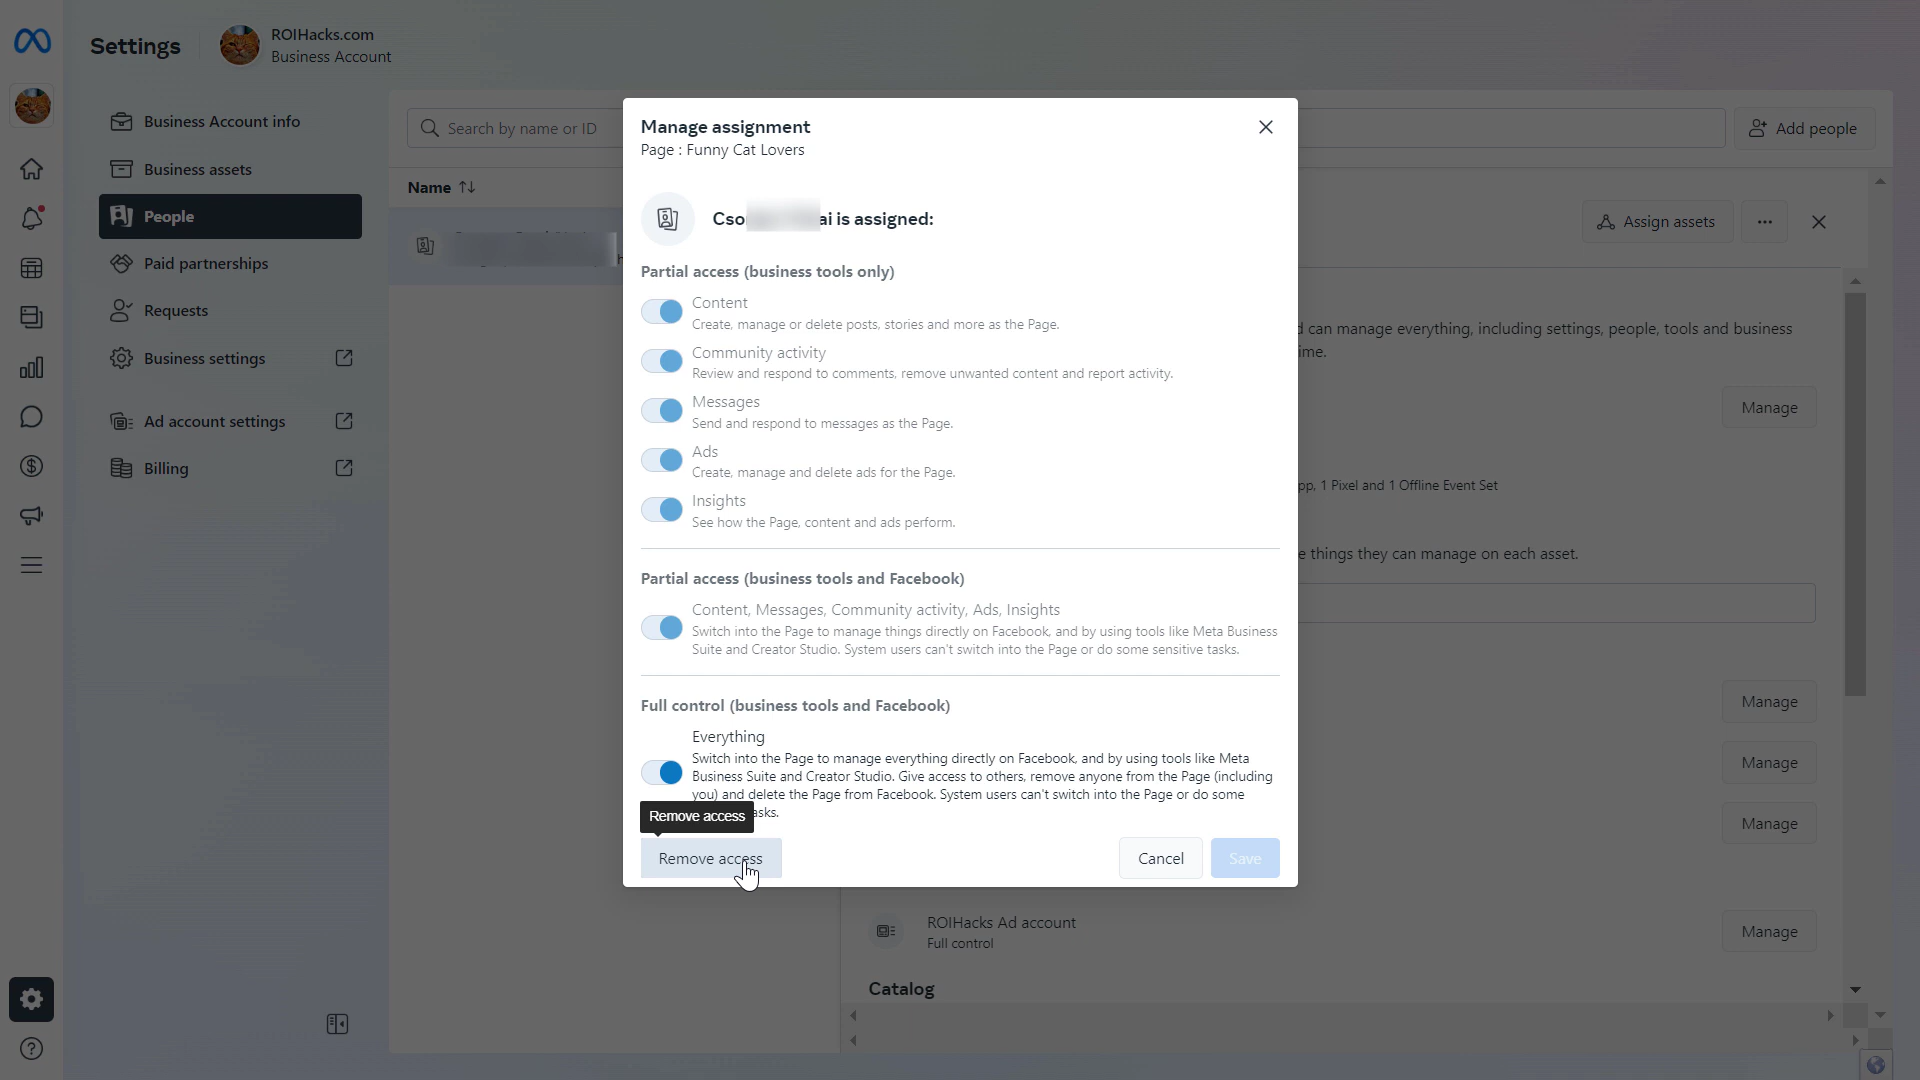 Settings
ROIHacks.com
Business Account
Business Account info
Business assets
People
Paid partnerships
Requests
Business settings
Ad account settings
Billing
Search by name or ID
Add people
Name
Assign assets
d can manage everything, including settings, people, tools and business
ime.
Manage
pp, 1 Pixel and 1 Offline Event Set
e things they can manage on each asset.
Manage
Manage
Manage
ROIHacks Ad account
Full control
Manage
Catalog
Manage assignment
Page : Funny Cat Lovers
Cso ai is assigned:
Partial access (business tools only)
Content
Create, manage or delete posts, stories and more as the Page.
Community activity
Review and respond to comments, remove unwanted content and report activity.
Messages
Send and respond to messages as the Page.
Ads
Create, manage and delete ads for the Page.
Insights
See how the Page, content and ads perform.
Partial access (business tools and Facebook)
Content, Messages, Community activity, Ads, Insights
Switch into the Page to manage things directly on Facebook, and by using tools like Meta Business
Suite and Creator Studio. System users can't switch into the Page or do some sensitive tasks.
Full control (business tools and Facebook)
Everything
Switch into the Page to manage everything directly on Facebook, and by using tools like Meta
Business Suite and Creator Studio. Give access to others, remove anyone from the Page (including
you) and delete the Page from Facebook. System users can't switch into the Page or do some
asks.
Remove access
Remove access
Cancel
Save